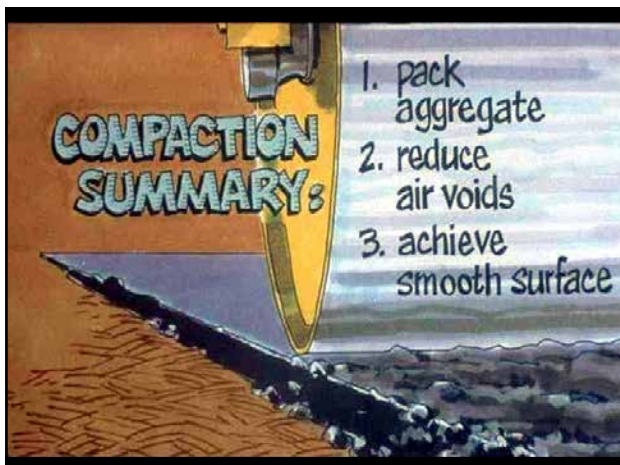 COMPACTION
SUMMARY:
1. pack
aggregate
2. reduce
air voids
3. achieve
smooth surface